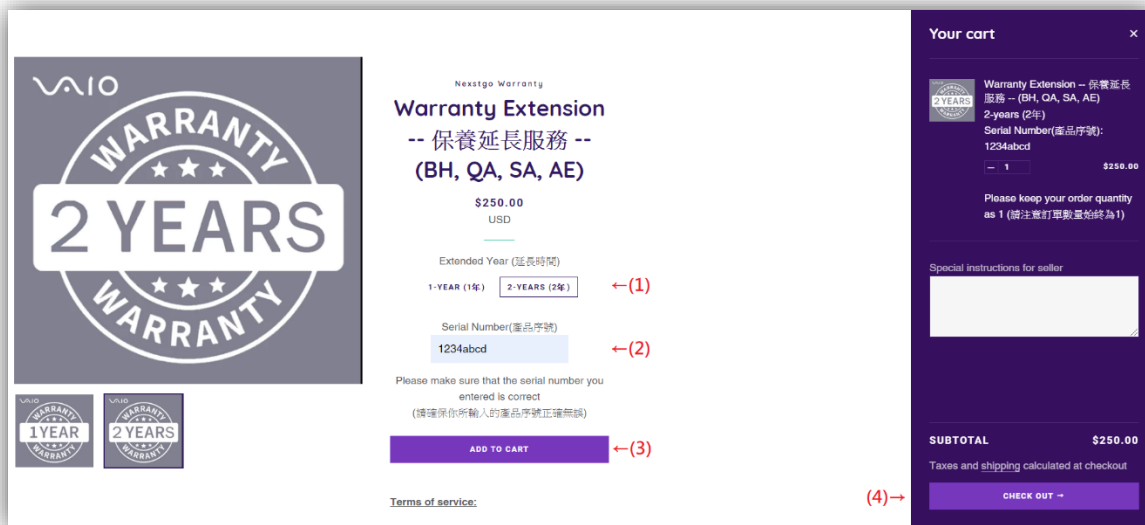 VAIO
WARRANTY
2 YEARS
WARRANTY
VAIO
WARRANTY
1 YEAR
WARRANTY
VAIO
WARRANTY
2 YEARS
WARRANTY
Nexstgo Warranty
Warranty Extension
-- 保養延長服務 --
(BH, QA, SA, AE)
$250.00
USD
Extended Year (延長時間)
1-YEAR (1年) 2-YEARS (2年) ←(1)
Serial Number(產品序號)
1234abcd ←(2)
Please make sure that the serial number you
entered is correct
(請確保你所輸入的產品序號正確無誤)
ADD TO CART ←(3)
Terms of service:
Your cart ×
2 YEARS
Warranty Extension -- 保養延長
服務 -- (BH, QA, SA, AE)
2-years (2年)
Serial Number(產品序號):
1234abcd
− 1 $250.00
Please keep your order quantity
as 1 (請注意訂單數量始終為1)
Special instructions for seller
SUBTOTAL $250.00
Taxes and shipping calculated at checkout
(4)→ CHECK OUT →